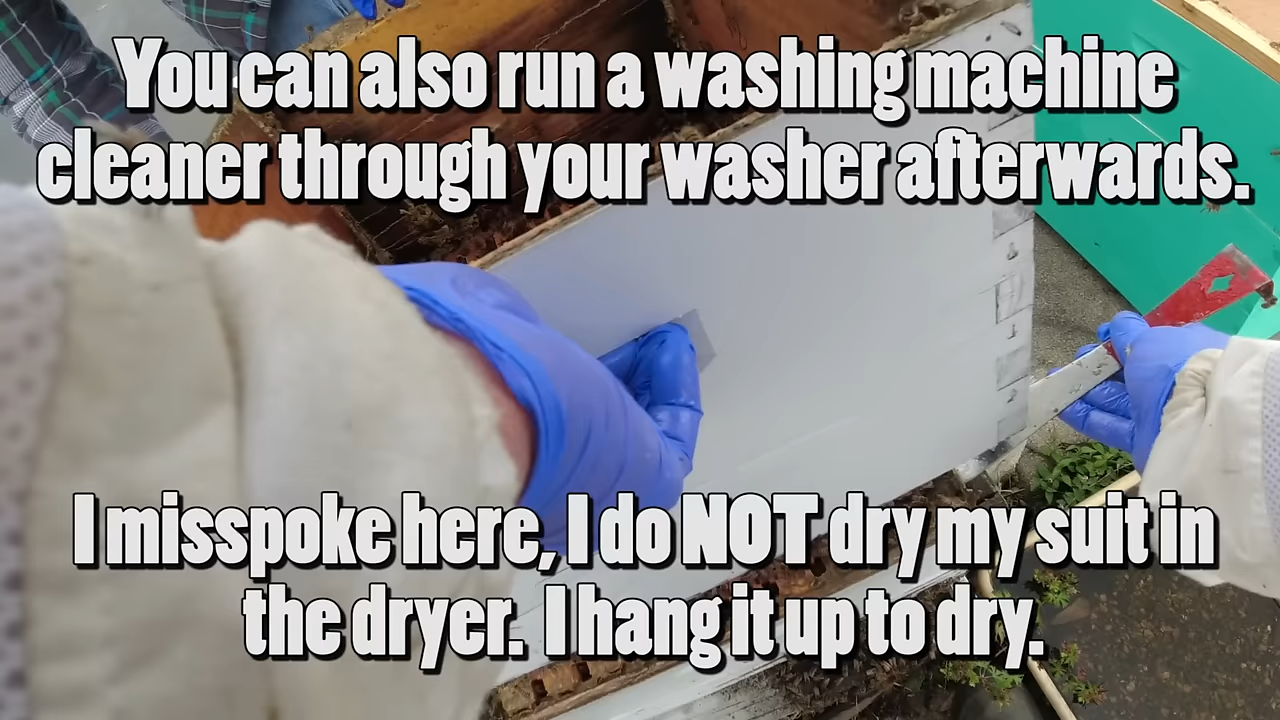 You can also run a washing machine
cleaner through your washer afterwards.
I misspoke here, I do NOT dry my suit in
the dryer. I hang it up to dry.